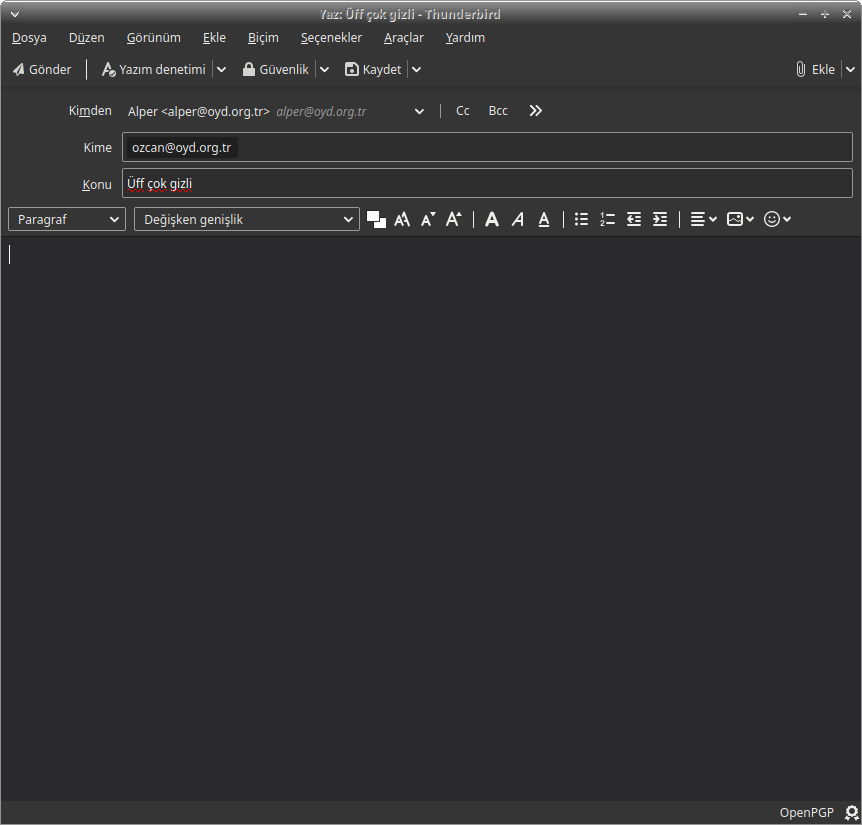 Yaz: Üff çok gizli - Thunderbird
Dosya Düzen Görünüm Ekle Biçim Seçenekler Araçlar Yardım
Gönder Yazım denetimi Güvenlik Kaydet Ekle
Kimden Alper <alper@oyd.org.tr> alper@oyd.org.tr Cc Bcc
Kime ozcan@oyd.org.tr
Konu Üff çok gizli
Paragraf Değişken genişlik
OpenPGP